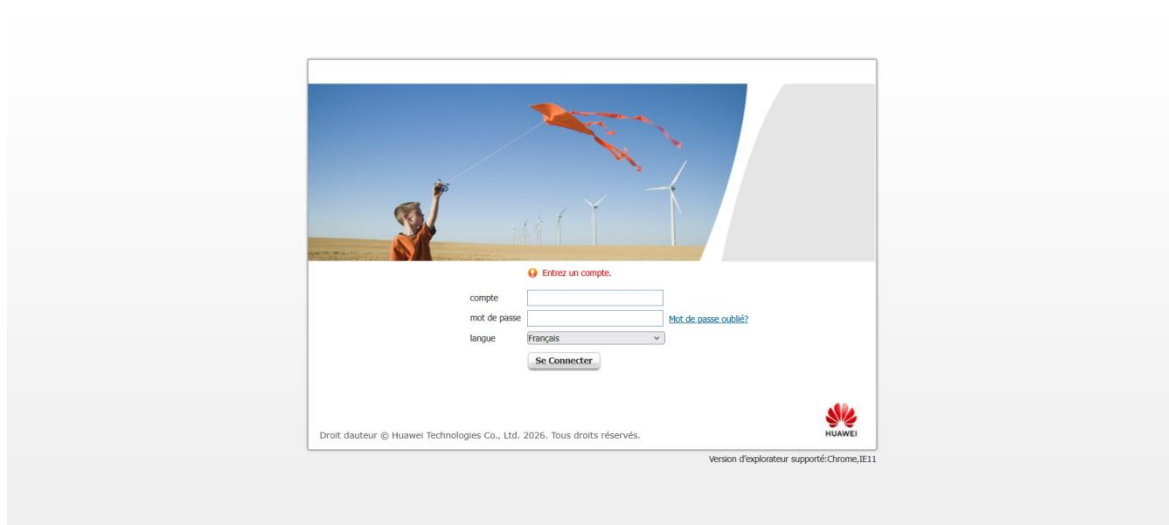 Entrez un compte.
compte
mot de passe Mot de passe oublié?
langue Français
Se Connecter
HUAWEI
Droit dauteur © Huawei Technologies Co., Ltd. 2026. Tous droits réservés.
Version d'explorateur supporté:Chrome,IE11